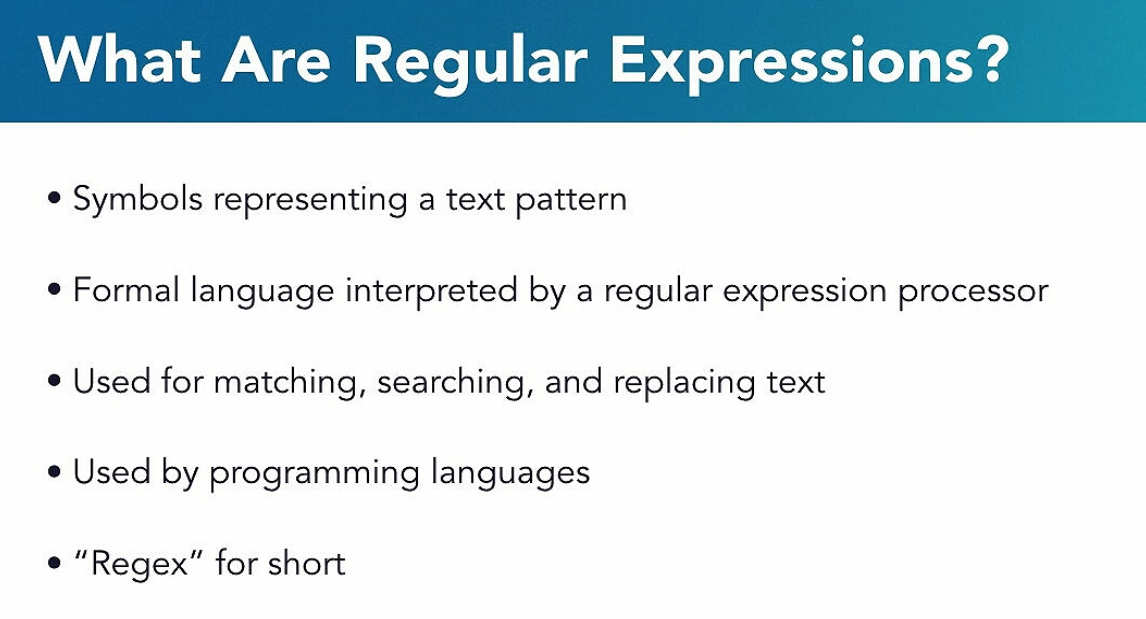 What Are Regular Expressions?
• Symbols representing a text pattern
• Formal language interpreted by a regular expression processor
• Used for matching, searching, and replacing text
• Used by programming languages
• “Regex” for short